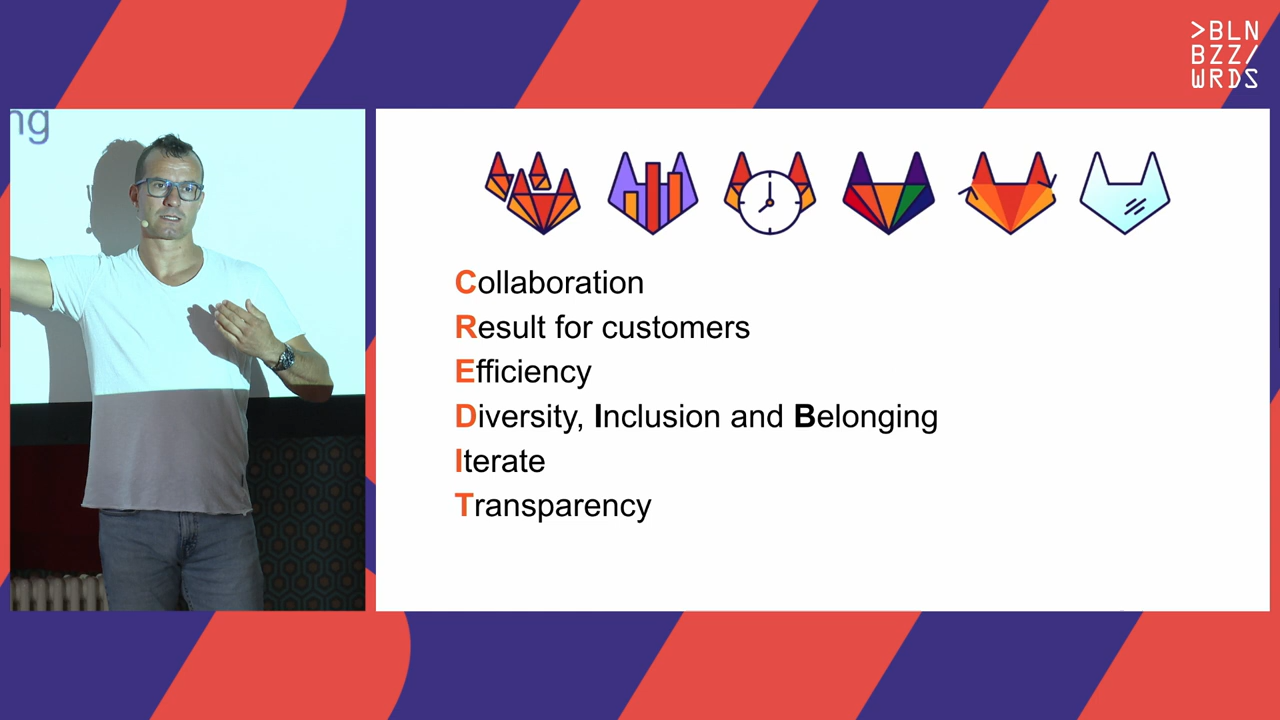 >BLN
BZZ/
WRDS
ng
Collaboration
Result for customers
Efficiency
Diversity, Inclusion and Belonging
Iterate
Transparency